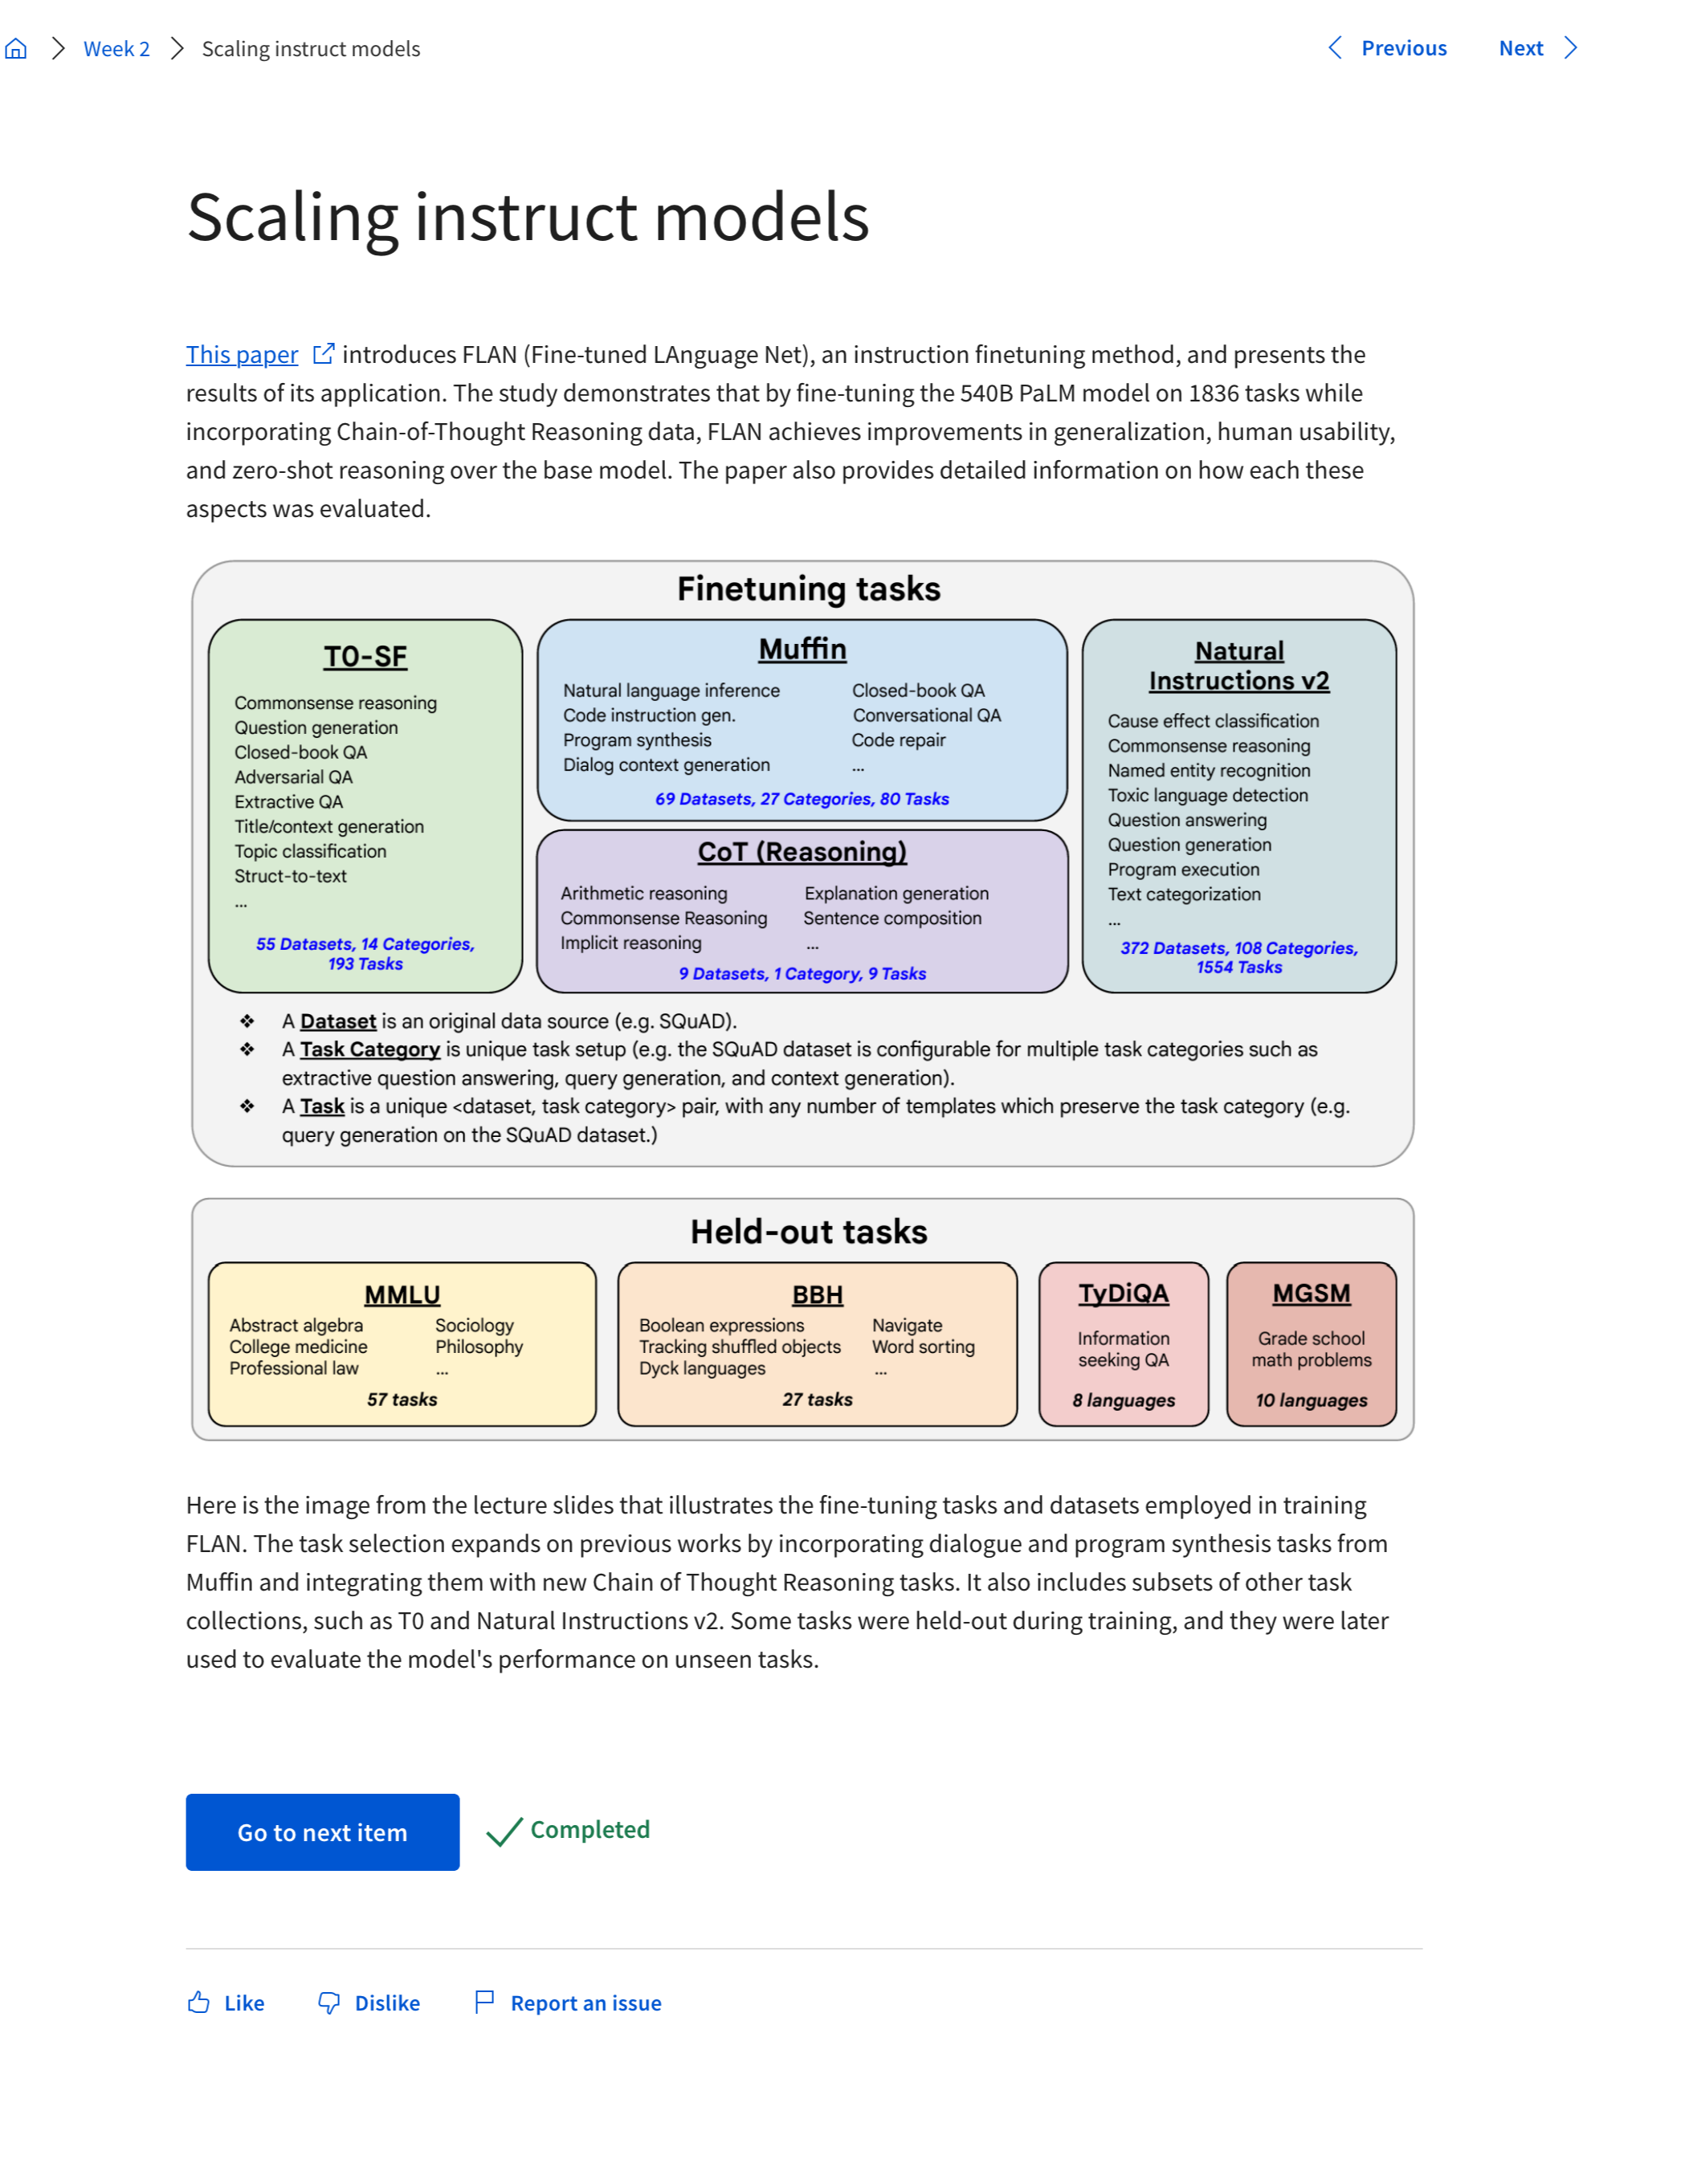 Week 2 Scaling instruct models
Previous Next
Scaling instruct models
This paper introduces FLAN (Fine-tuned LAnguage Net), an instruction finetuning method, and presents the
results of its application. The study demonstrates that by fine-tuning the 540B PaLM model on 1836 tasks while
incorporating Chain-of-Thought Reasoning data, FLAN achieves improvements in generalization, human usability,
and zero-shot reasoning over the base model. The paper also provides detailed information on how each these
aspects was evaluated.
Finetuning tasks
T0-SF
Commonsense reasoning
Question generation
Closed-book QA
Adversarial QA
Extractive QA
Title/context generation
Topic classification
Struct-to-text
...
55 Datasets, 14 Categories,
193 Tasks
Muffin
Natural language inference
Code instruction gen.
Program synthesis
Dialog context generation
Closed-book QA
Conversational QA
Code repair
...
69 Datasets, 27 Categories, 80 Tasks
CoT (Reasoning)
Arithmetic reasoning
Commonsense Reasoning
Implicit reasoning
Explanation generation
Sentence composition
...
9 Datasets, 1 Category, 9 Tasks
Natural
Instructions v2
Cause effect classification
Commonsense reasoning
Named entity recognition
Toxic language detection
Question answering
Question generation
Program execution
Text categorization
...
372 Datasets, 108 Categories,
1554 Tasks
❖ A Dataset is an original data source (e.g. SQuAD).
❖ A Task Category is unique task setup (e.g. the SQuAD dataset is configurable for multiple task categories such as
extractive question answering, query generation, and context generation).
❖ A Task is a unique <dataset, task category> pair, with any number of templates which preserve the task category (e.g.
query generation on the SQuAD dataset.)
Held-out tasks
MMLU
Abstract algebra
College medicine
Professional law
Sociology
Philosophy
...
57 tasks
BBH
Boolean expressions
Tracking shuffled objects
Dyck languages
Navigate
Word sorting
...
27 tasks
TyDiQA
Information
seeking QA
8 languages
MGSM
Grade school
math problems
10 languages
Here is the image from the lecture slides that illustrates the fine-tuning tasks and datasets employed in training
FLAN. The task selection expands on previous works by incorporating dialogue and program synthesis tasks from
Muffin and integrating them with new Chain of Thought Reasoning tasks. It also includes subsets of other task
collections, such as T0 and Natural Instructions v2. Some tasks were held-out during training, and they were later
used to evaluate the model's performance on unseen tasks.
Go to next item
Completed
Like Dislike Report an issue